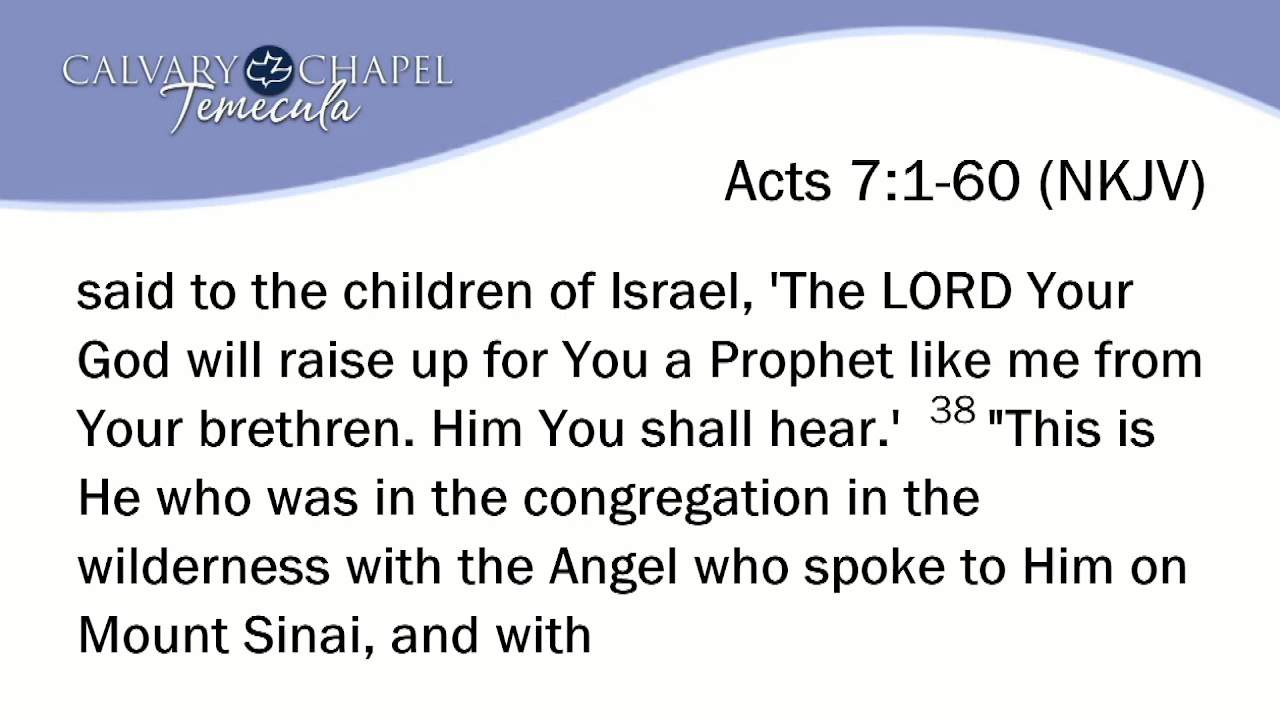 CALVARY CHAPEL
Temecula
Acts 7:1-60 (NKJV)
said to the children of Israel, 'The LORD Your
God will raise up for You a Prophet like me from
Your brethren. Him You shall hear.' 38 "This is
He who was in the congregation in the
wilderness with the Angel who spoke to Him on
Mount Sinai, and with